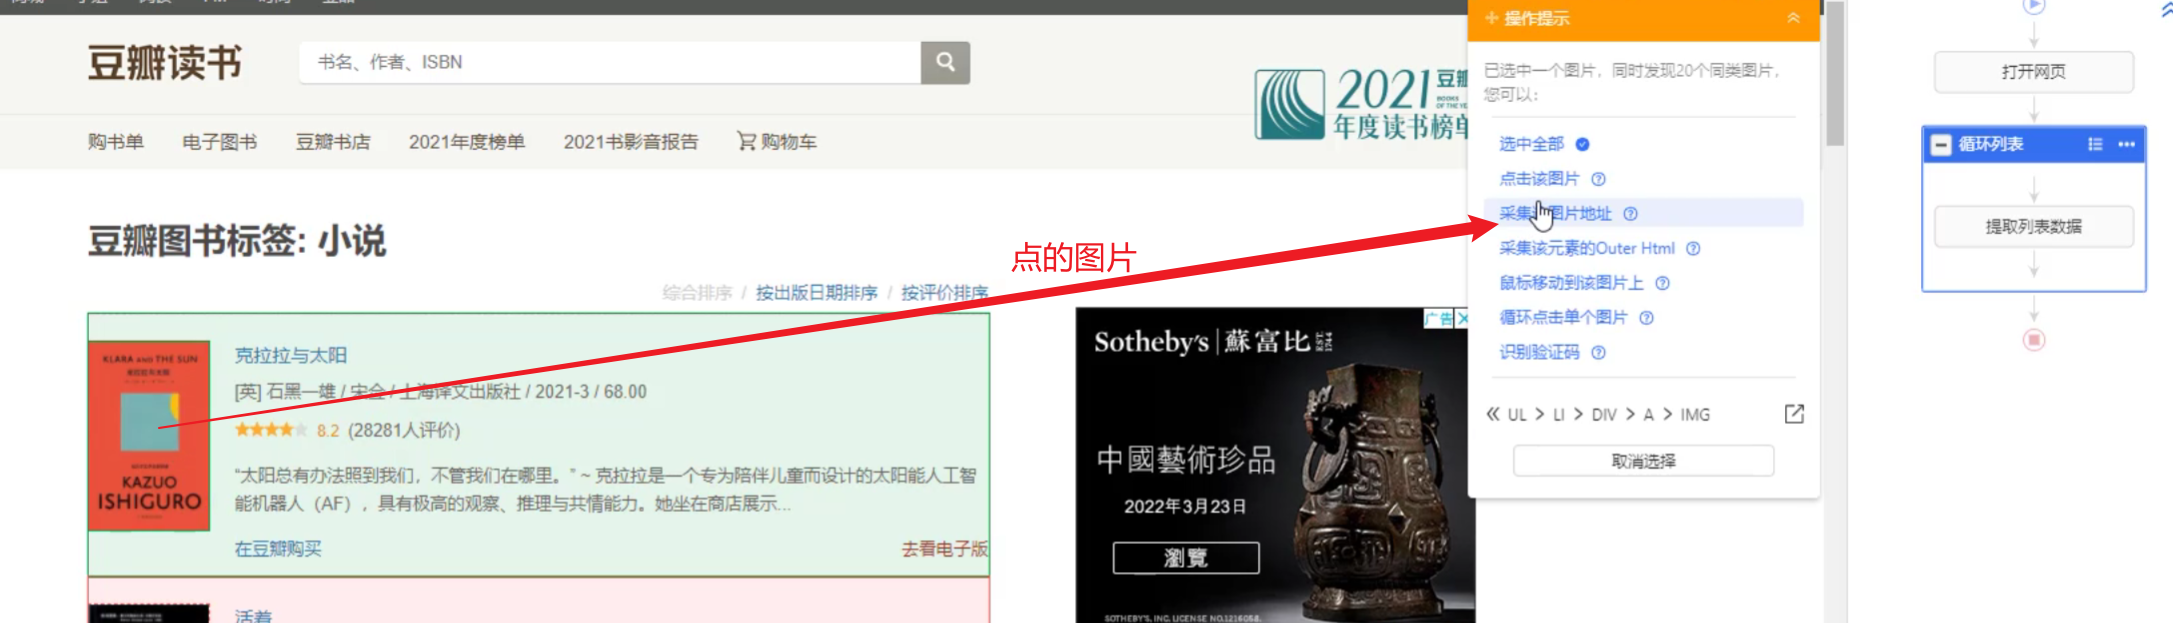 豆瓣读书
书名、作者、ISBN
2021 豆瓣
年度读书榜单
购书单 电子图书 豆瓣书店 2021年度榜单 2021书影音报告 购物车
豆瓣图书标签: 小说
综合排序 / 按出版日期排序 / 按评价排序
KLARA AND THE SUN
KAZUO
ISHIGURO
克拉拉与太阳
[英] 石黑一雄 / 宋佥 / 上海译文出版社 / 2021-3 / 68.00
8.2 (28281人评价)
“太阳总有办法照到我们，不管我们在哪里。” ~ 克拉拉是一个专为陪伴儿童而设计的太阳能人工智
能机器人（AF），具有极高的观察、推理与共情能力。她坐在商店展示...
在豆瓣购买 去看电子版
活着
点的图片
广告
Sotheby's 蘇富比
中國藝術珍品
2022年3月23日
瀏覽
SOTHEBY'S, INC. LICENSE NO.1216058.
操作提示
已选中一个图片，同时发现20个同类图片，
您可以：
选中全部
点击该图片
采集该图片地址
采集该元素的Outer Html
鼠标移动到该图片上
循环点击单个图片
识别验证码
UL > LI > DIV > A > IMG
取消选择
打开网页
循环列表
提取列表数据